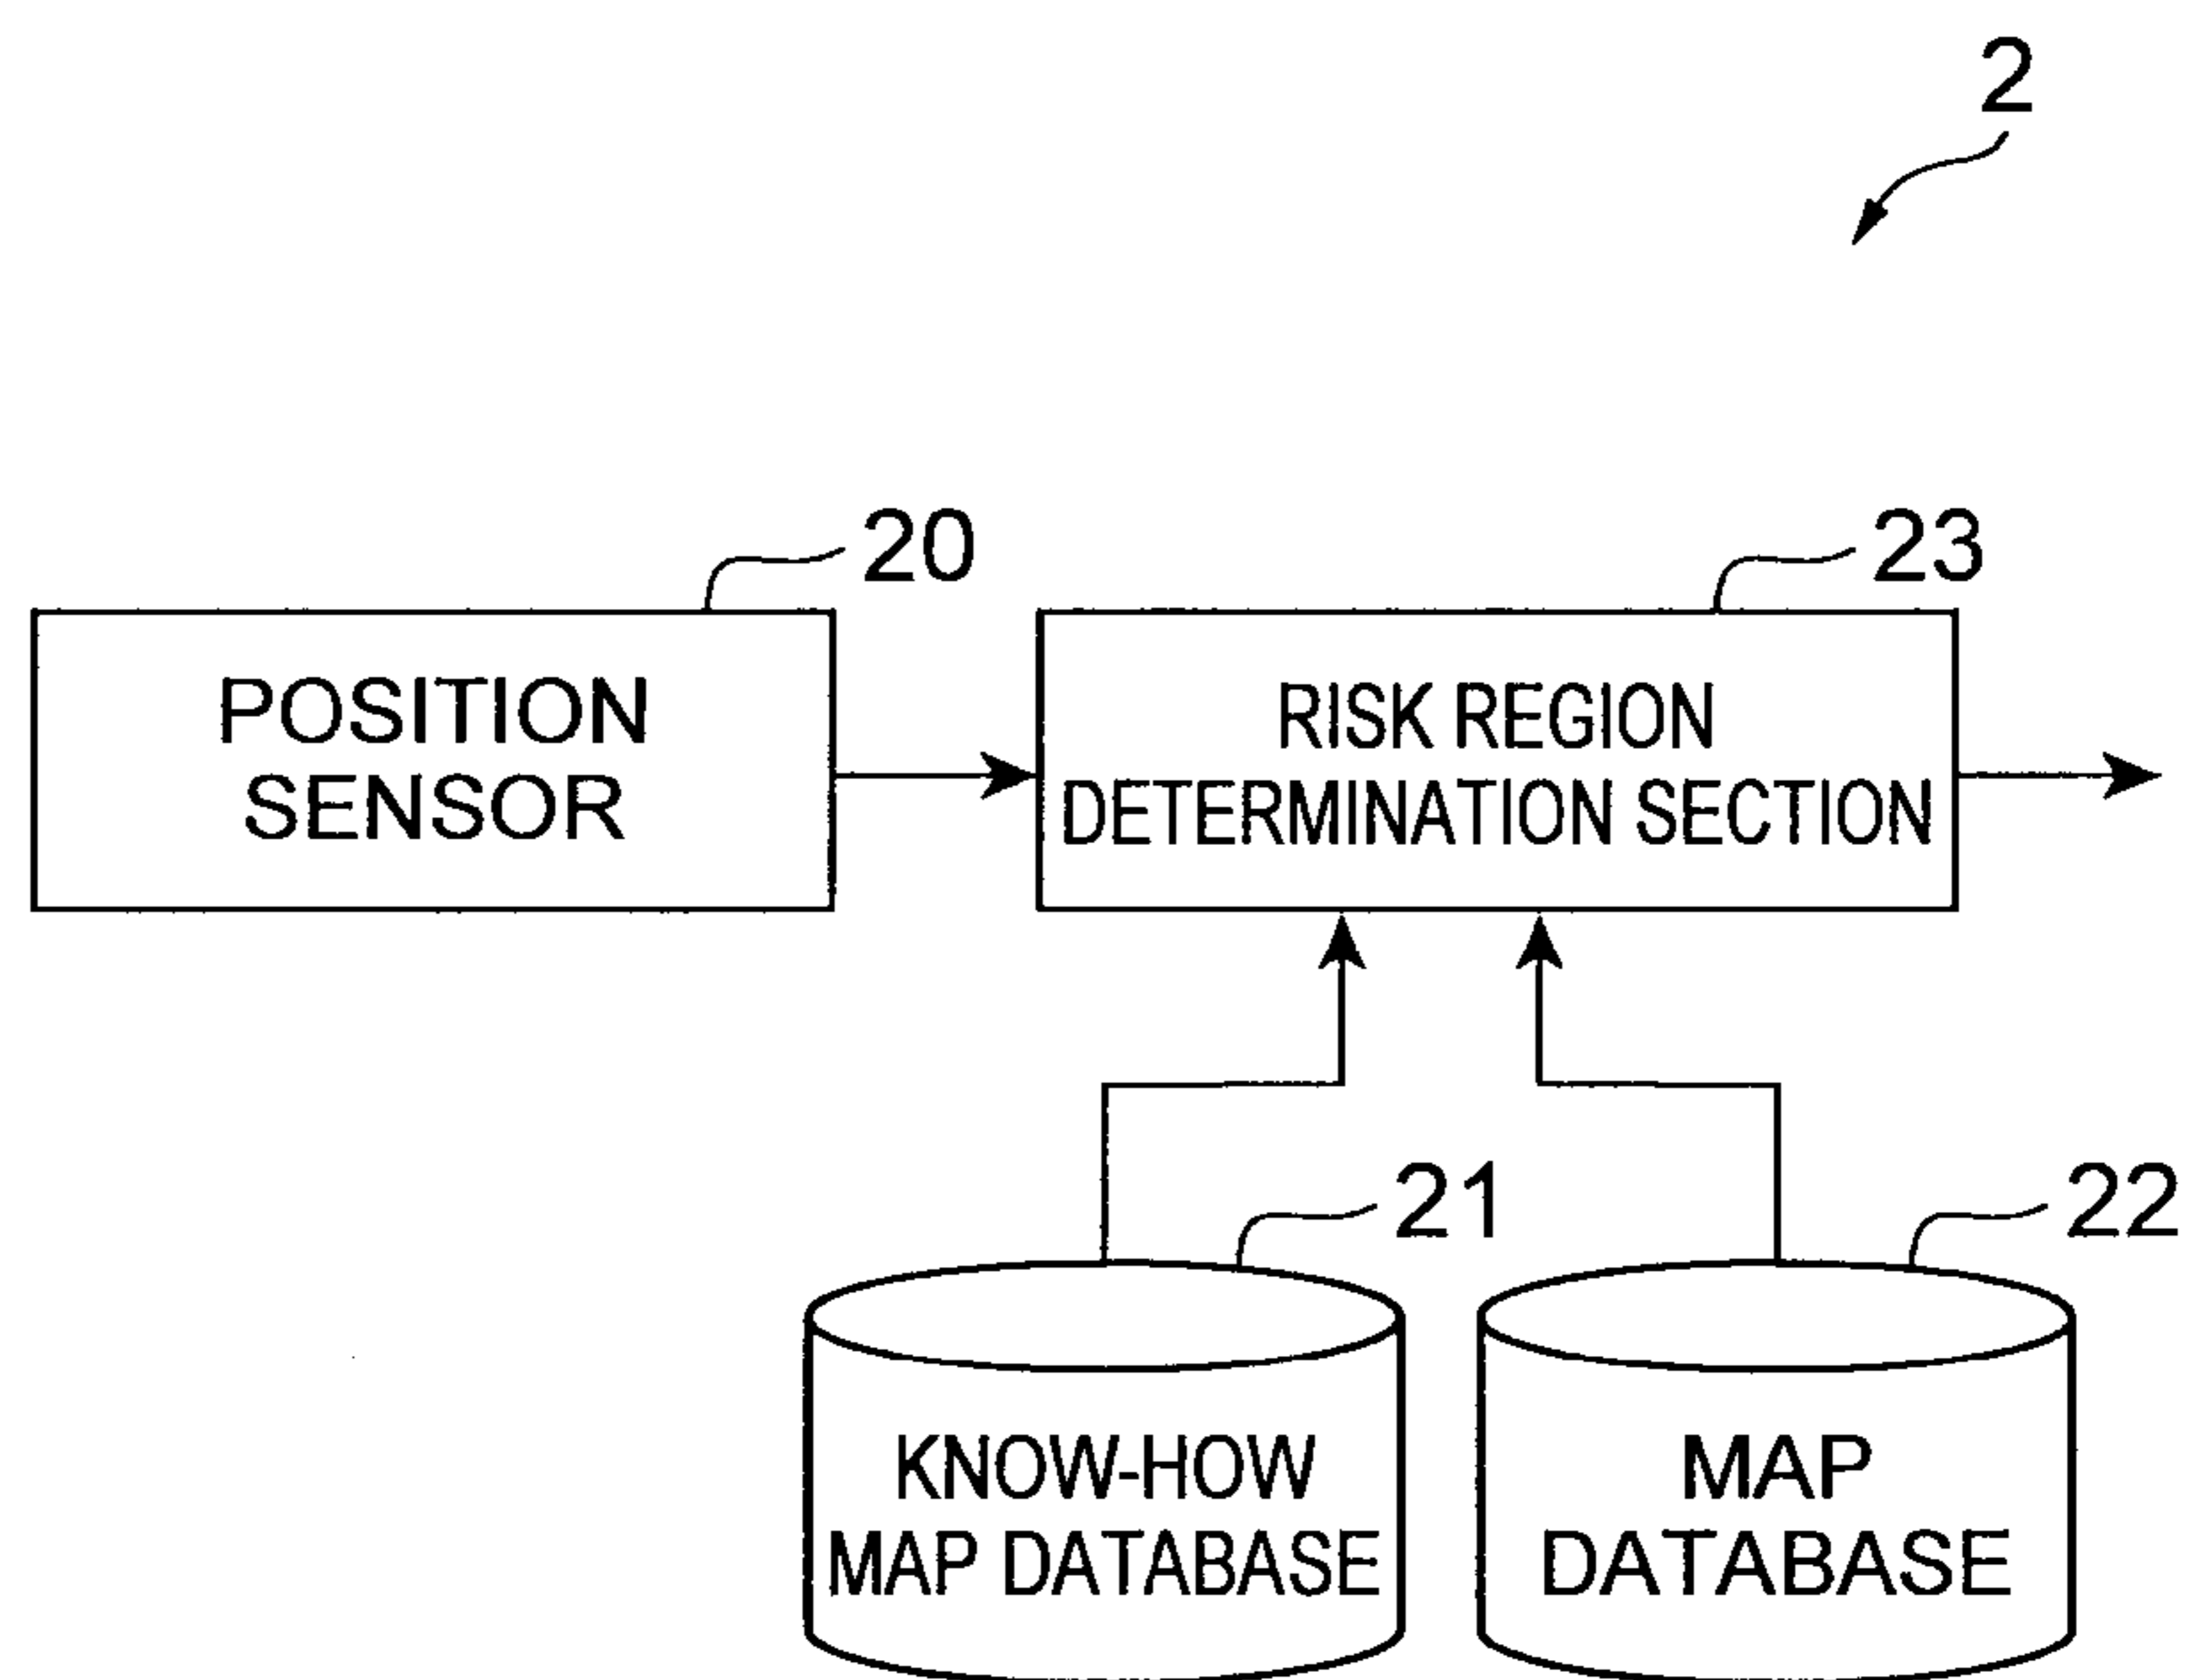 2
20
23
POSITION
SENSOR
RISK REGION
DETERMINATION SECTION
21
22
KNOW-HOW
MAP DATABASE
MAP
DATABASE